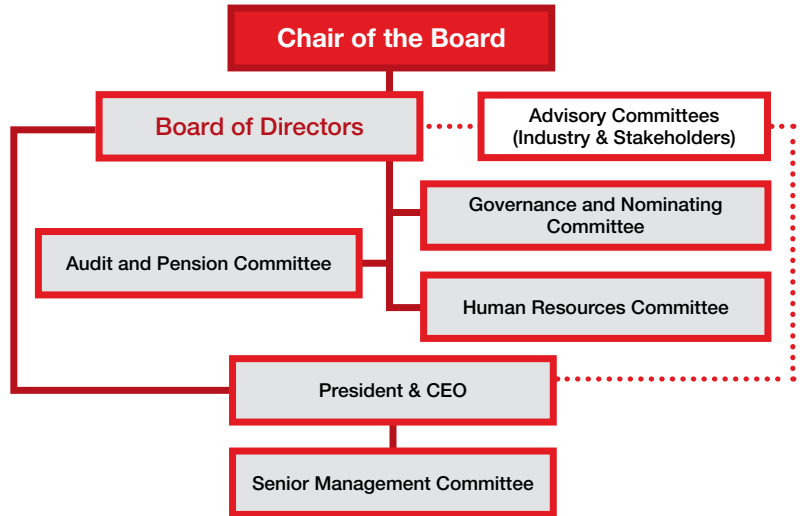 Chair of the Board
Board of Directors
Advisory Committees
(Industry & Stakeholders)
Governance and Nominating
Committee
Audit and Pension Committee
Human Resources Committee
President & CEO
Senior Management Committee